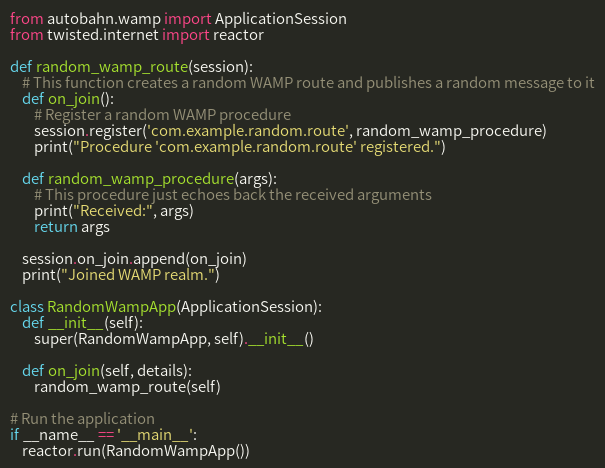 from autobahn.wamp import ApplicationSession
from twisted.internet import reactor

def random_wamp_route(session):
    # This function creates a random WAMP route and publishes a random message to it
    def on_join():
        # Register a random WAMP procedure
        session.register('com.example.random.route', random_wamp_procedure)
        print("Procedure 'com.example.random.route' registered.")

    def random_wamp_procedure(args):
        # This procedure just echoes back the received arguments
        print("Received:", args)
        return args

    session.on_join.append(on_join)
    print("Joined WAMP realm.")

class RandomWampApp(ApplicationSession):
    def __init__(self):
        super(RandomWampApp, self).__init__()

    def on_join(self, details):
        random_wamp_route(self)

# Run the application
if __name__ == '__main__':
    reactor.run(RandomWampApp())